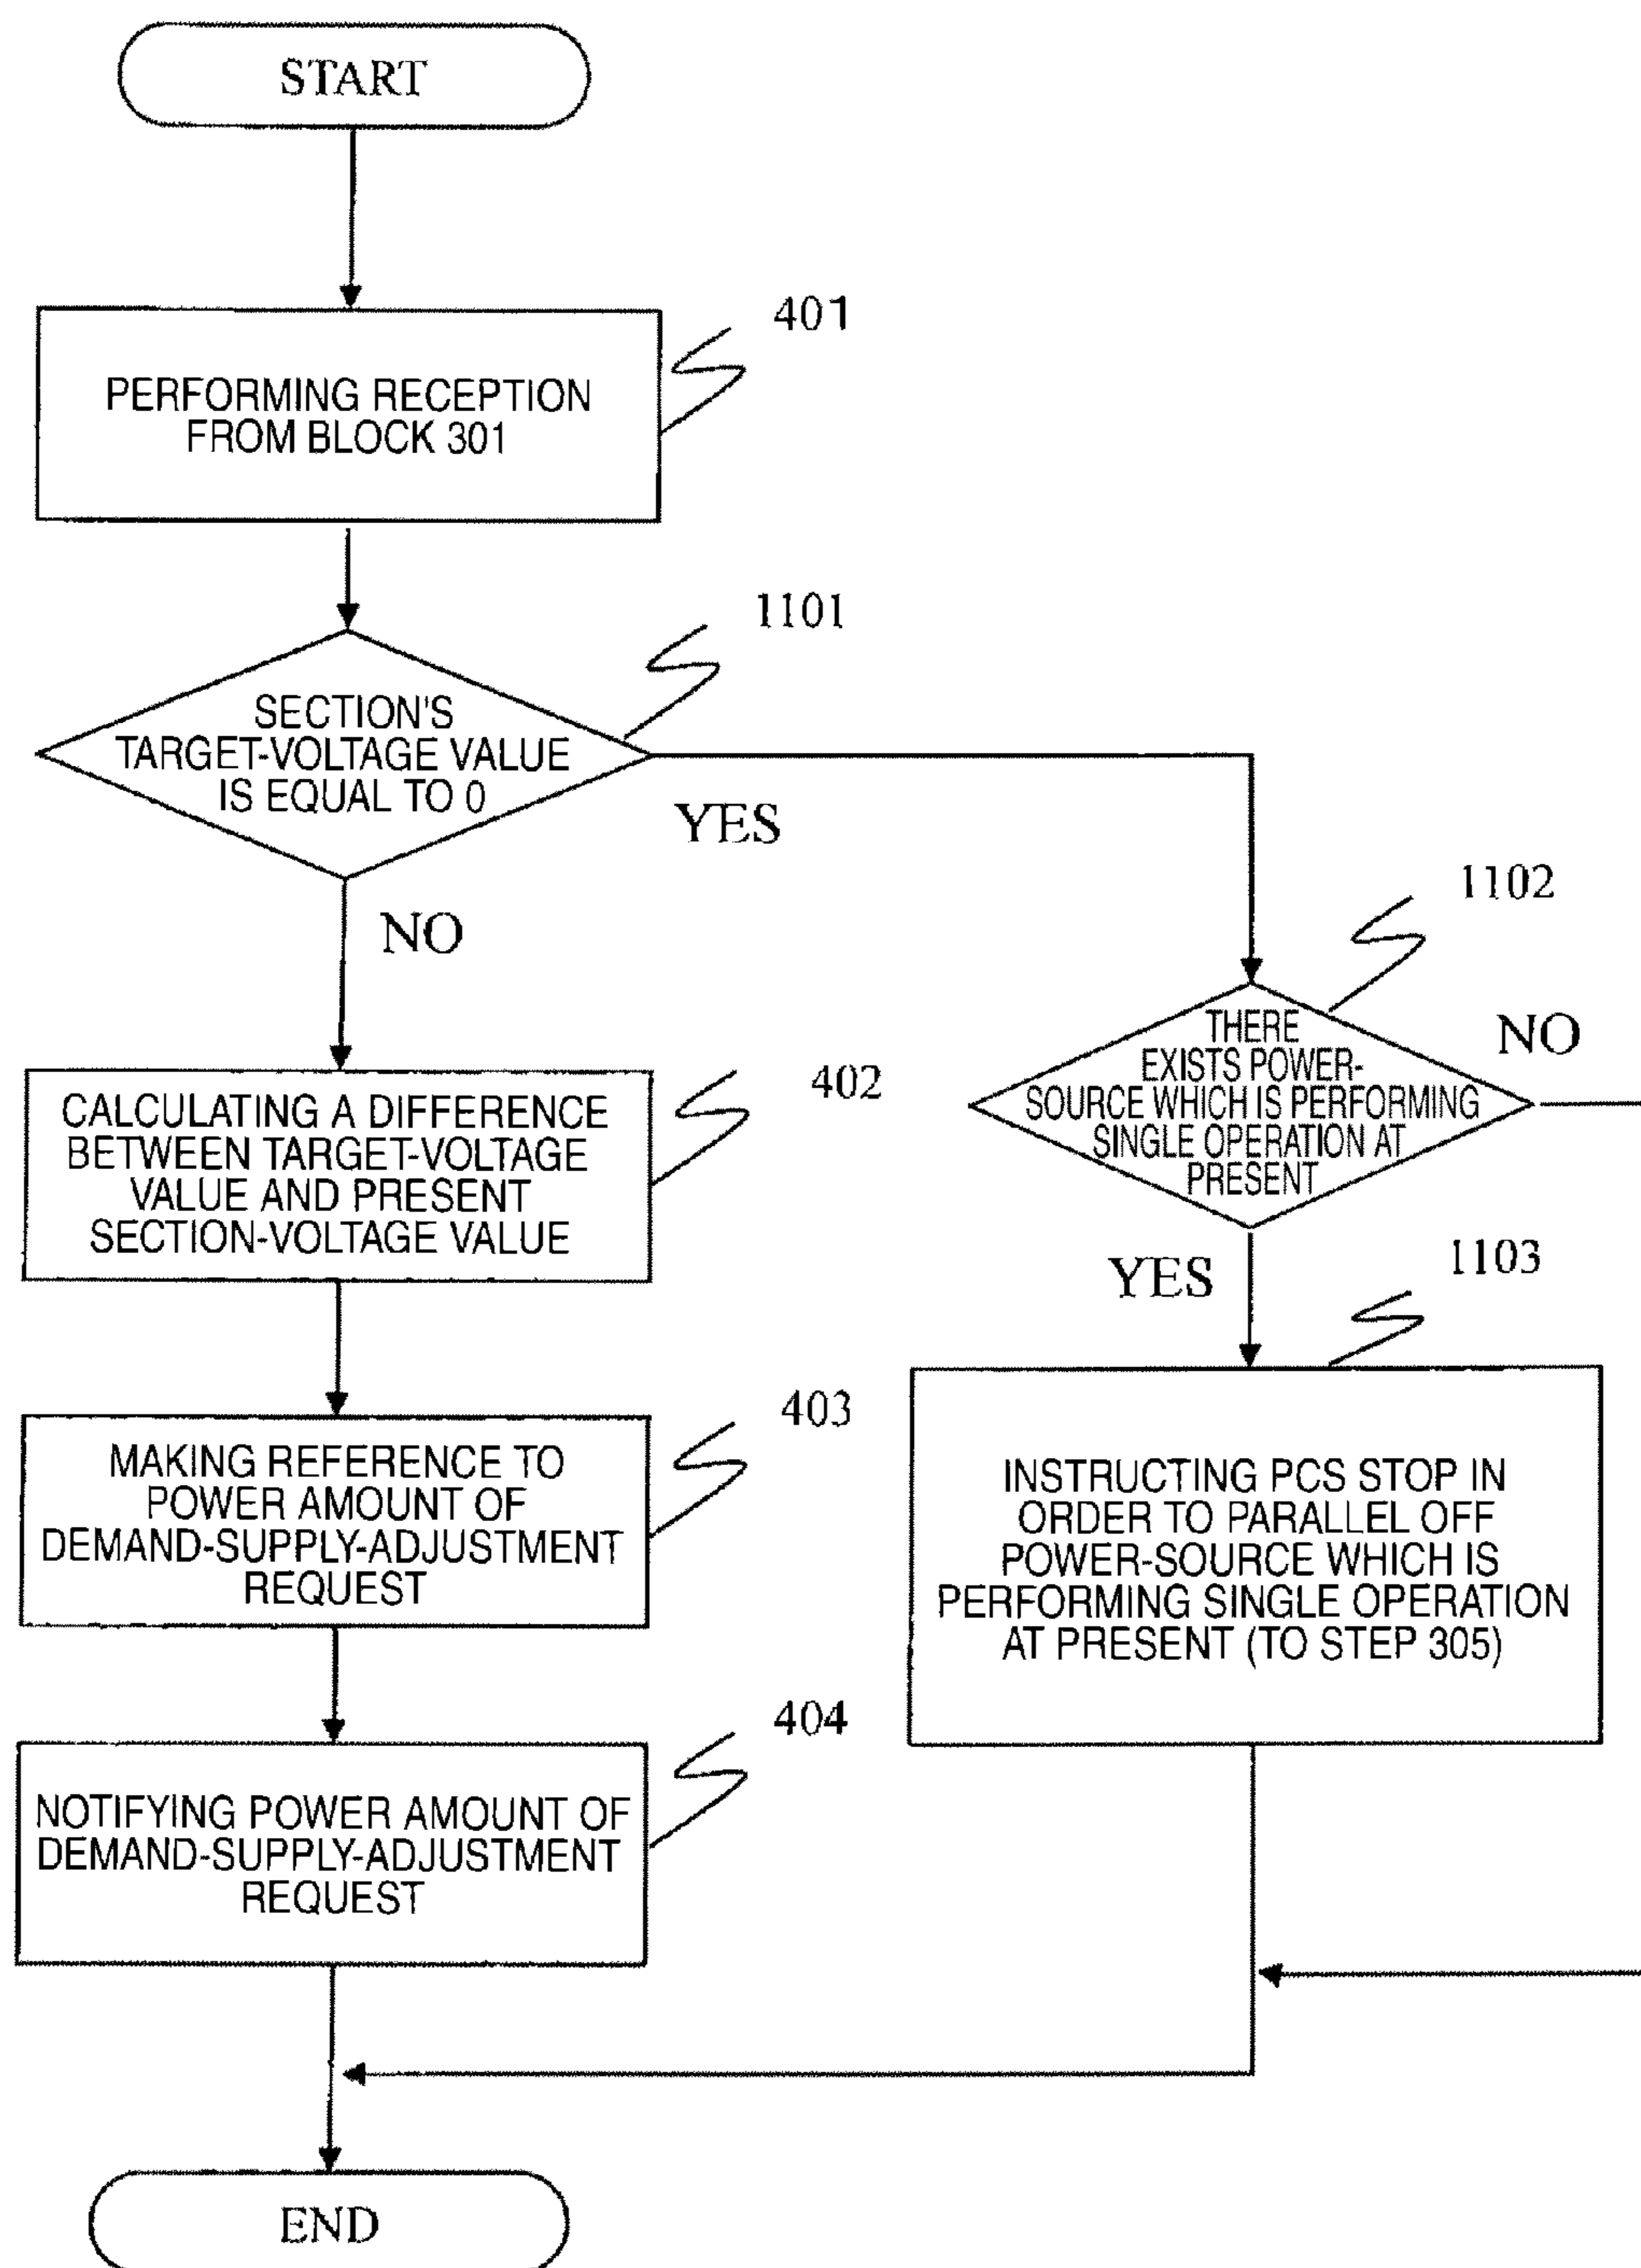 START
401
PERFORMING RECEPTION
FROM BLOCK 301
1101
SECTION'S
TARGET-VOLTAGE VALUE
IS EQUAL TO 0
YES
NO
1102
THERE
EXISTS POWER-
SOURCE WHICH IS PERFORMING
SINGLE OPERATION AT
PRESENT
NO
YES
402
CALCULATING A DIFFERENCE
BETWEEN TARGET-VOLTAGE
VALUE AND PRESENT
SECTION-VOLTAGE VALUE
1103
INSTRUCTING PCS STOP IN
ORDER TO PARALLEL OFF
POWER-SOURCE WHICH IS
PERFORMING SINGLE OPERATION
AT PRESENT (TO STEP 305)
403
MAKING REFERENCE TO
POWER AMOUNT OF
DEMAND-SUPPLY-ADJUSTMENT
REQUEST
404
NOTIFYING POWER AMOUNT OF
DEMAND-SUPPLY-ADJUSTMENT
REQUEST
END